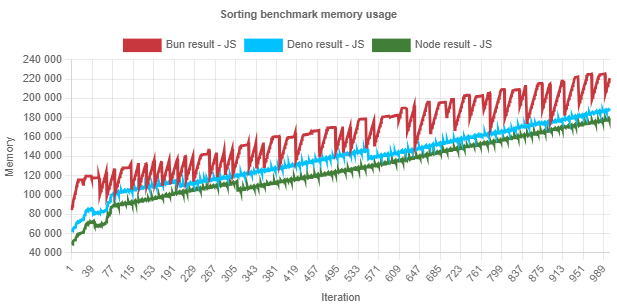 Sorting benchmark memory usage
Bun result - JS Deno result - JS Node result - JS
240 000
220 000
200 000
180 000
160 000
140 000
120 000
100 000
80 000
60 000
40 000
Memory
1 39 77 115 153 191 229 267 305 343 381 419 457 495 533 571 609 647 685 723 761 799 837 875 913 951 989
Iteration